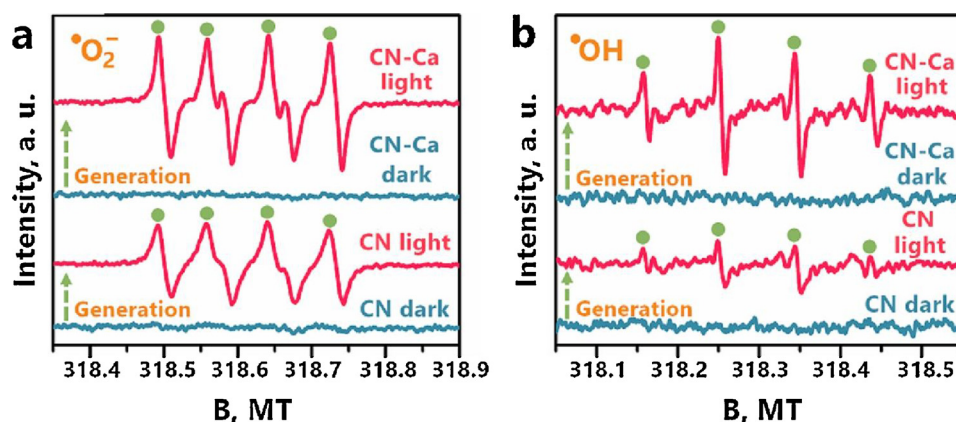 a
•O₂⁻
CN-Ca
light
CN-Ca
dark
Generation
CN light
Generation
CN dark
Intensity, a. u.
318.5 318.6 318.7 318.8 318.9
B, MT
b
•OH
CN-Ca
light
CN-Ca
dark
Generation
CN
light
Generation
CN dark
Intensity, a. u.
318.1 318.2 318.3 318.4 318.5
B, MT